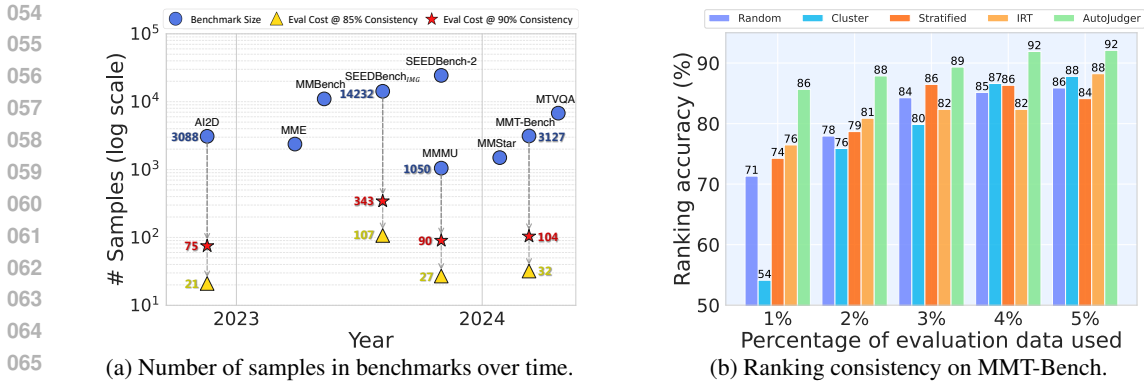 054
055
056
057
058
059
060
061
062
063
064
065
Benchmark Size
Eval Cost @ 85% Consistency
Eval Cost @ 90% Consistency
10^5
10^4
10^3
10^2
10^1
# Samples (log scale)
SEEDBench-2
SEEDBench_IMG
MMBench
14232
MTVQA
AI2D
3088
MMT-Bench
3127
MME
MMStar
MMMU
1050
343
107
75
90
104
21
27
32
2023
2024
Year
(a) Number of samples in benchmarks over time.
Random
Cluster
Stratified
IRT
AutoJudger
Ranking accuracy (%)
90
80
70
60
50
71
54
74
76
86
78
76
79
81
88
84
80
86
82
89
85
87
86
82
92
86
88
84
88
92
1%
2%
3%
4%
5%
Percentage of evaluation data used
(b) Ranking consistency on MMT-Bench.